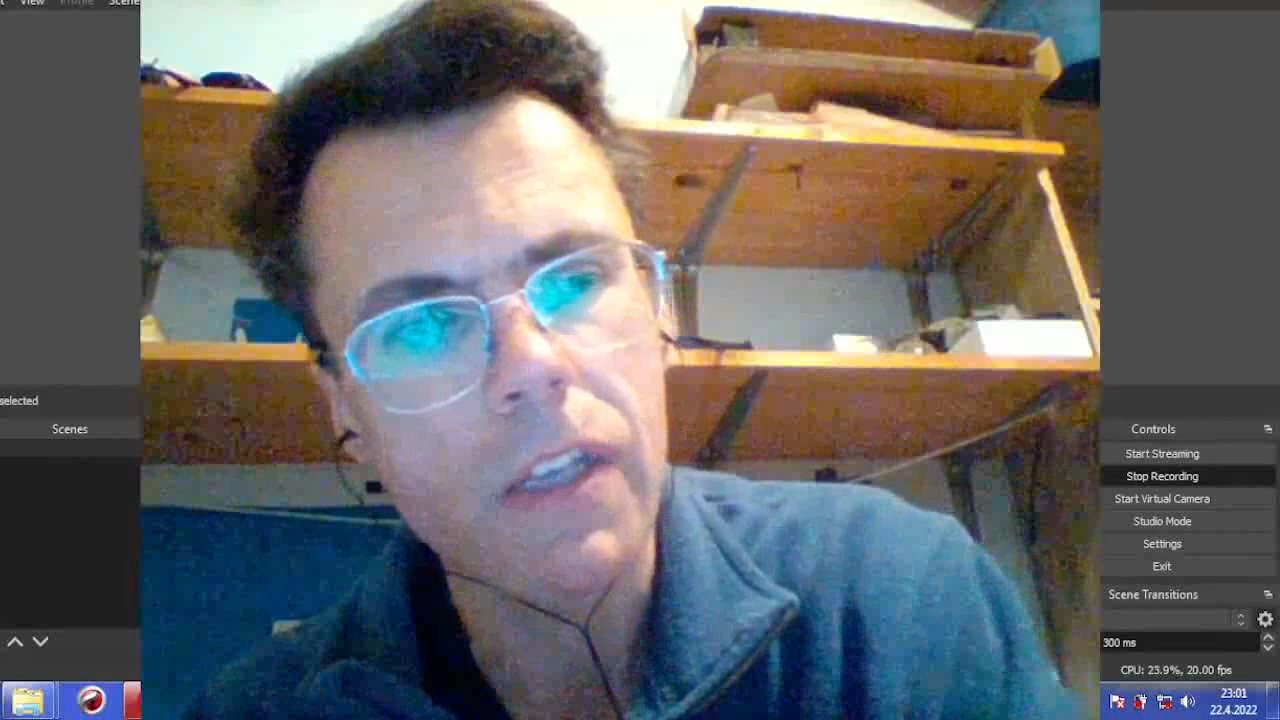 View Profile Scene
selected
Scenes
Controls
Start Streaming
Stop Recording
Start Virtual Camera
Studio Mode
Settings
Exit
Scene Transitions
300 ms
CPU: 23.9%, 20.00 fps
23:01
22.4.2022